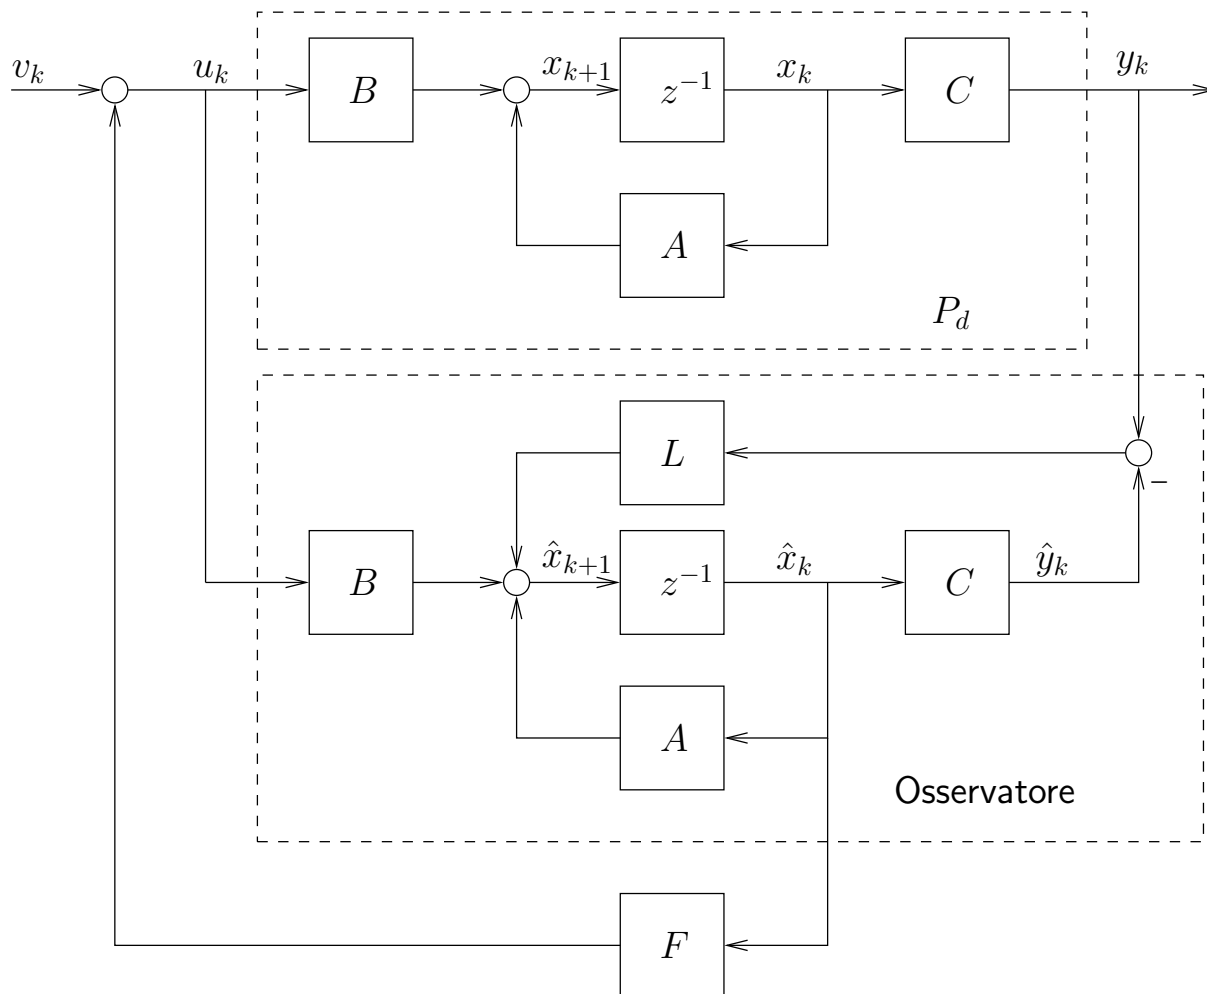 v_k u_k B x_{k+1} z^{-1} x_k C y_k
A
P_d
L
–
B \hat{x}_{k+1} z^{-1} \hat{x}_k C \hat{y}_k
A
Osservatore
F